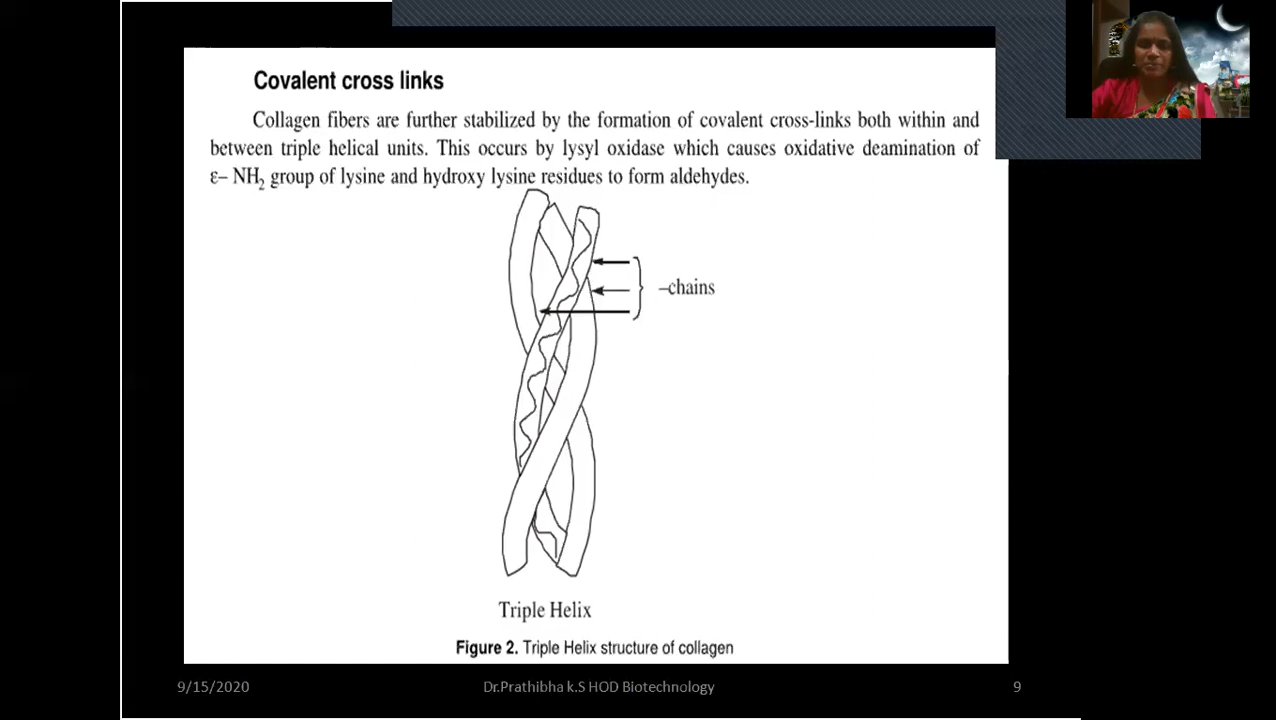 Covalent cross links
Collagen fibers are further stabilized by the formation of covalent cross-links both within and
between triple helical units. This occurs by lysyl oxidase which causes oxidative deamination of
ε– NH₂ group of lysine and hydroxy lysine residues to form aldehydes.
–chains
Triple Helix
Figure 2. Triple Helix structure of collagen
9/15/2020
Dr.Prathibha k.S HOD Biotechnology
9